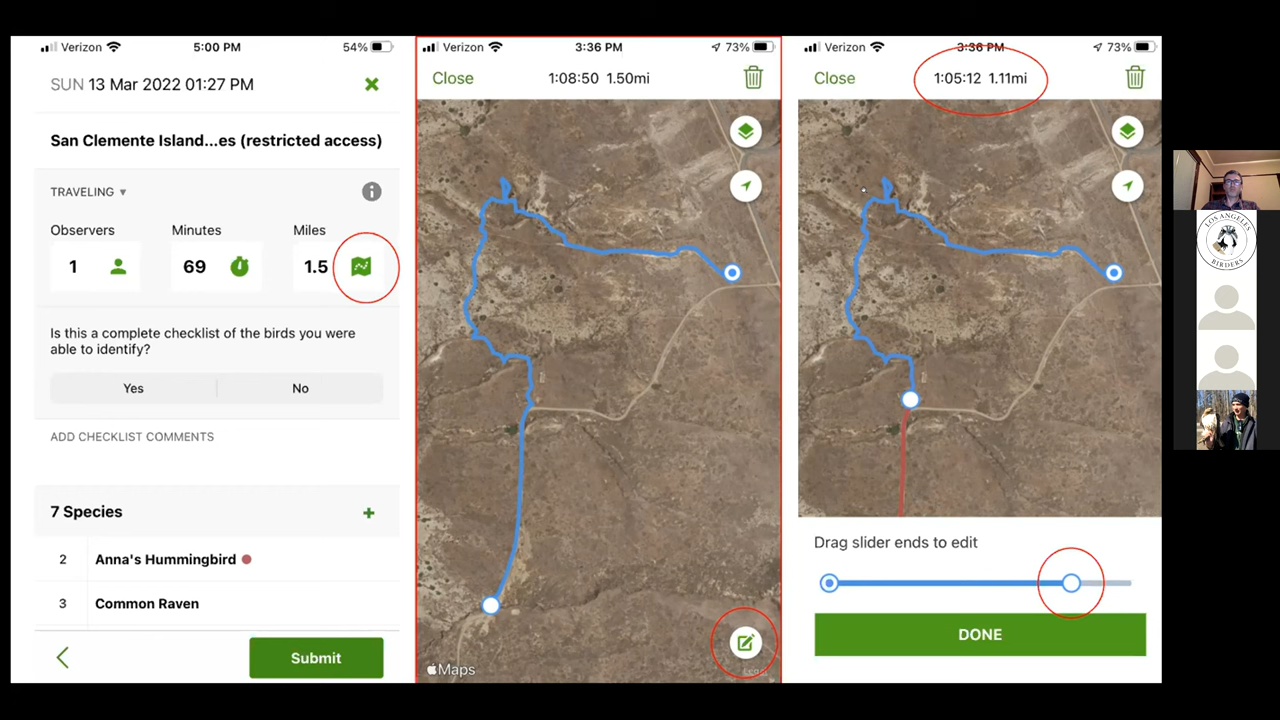 Verizon 5:00 PM 54%
SUN 13 Mar 2022 01:27 PM
San Clemente Island...es (restricted access)
TRAVELING
Observers Minutes Miles
1 69 1.5
Is this a complete checklist of the birds you were
able to identify?
Yes No
ADD CHECKLIST COMMENTS
7 Species +
2 Anna's Hummingbird
3 Common Raven
Submit
Verizon 3:36 PM 73%
Close 1:08:50 1.50mi
Maps
Verizon 3:36 PM 73%
Close 1:05:12 1.11mi
Drag slider ends to edit
DONE
LOS ANGELES
BIRDERS